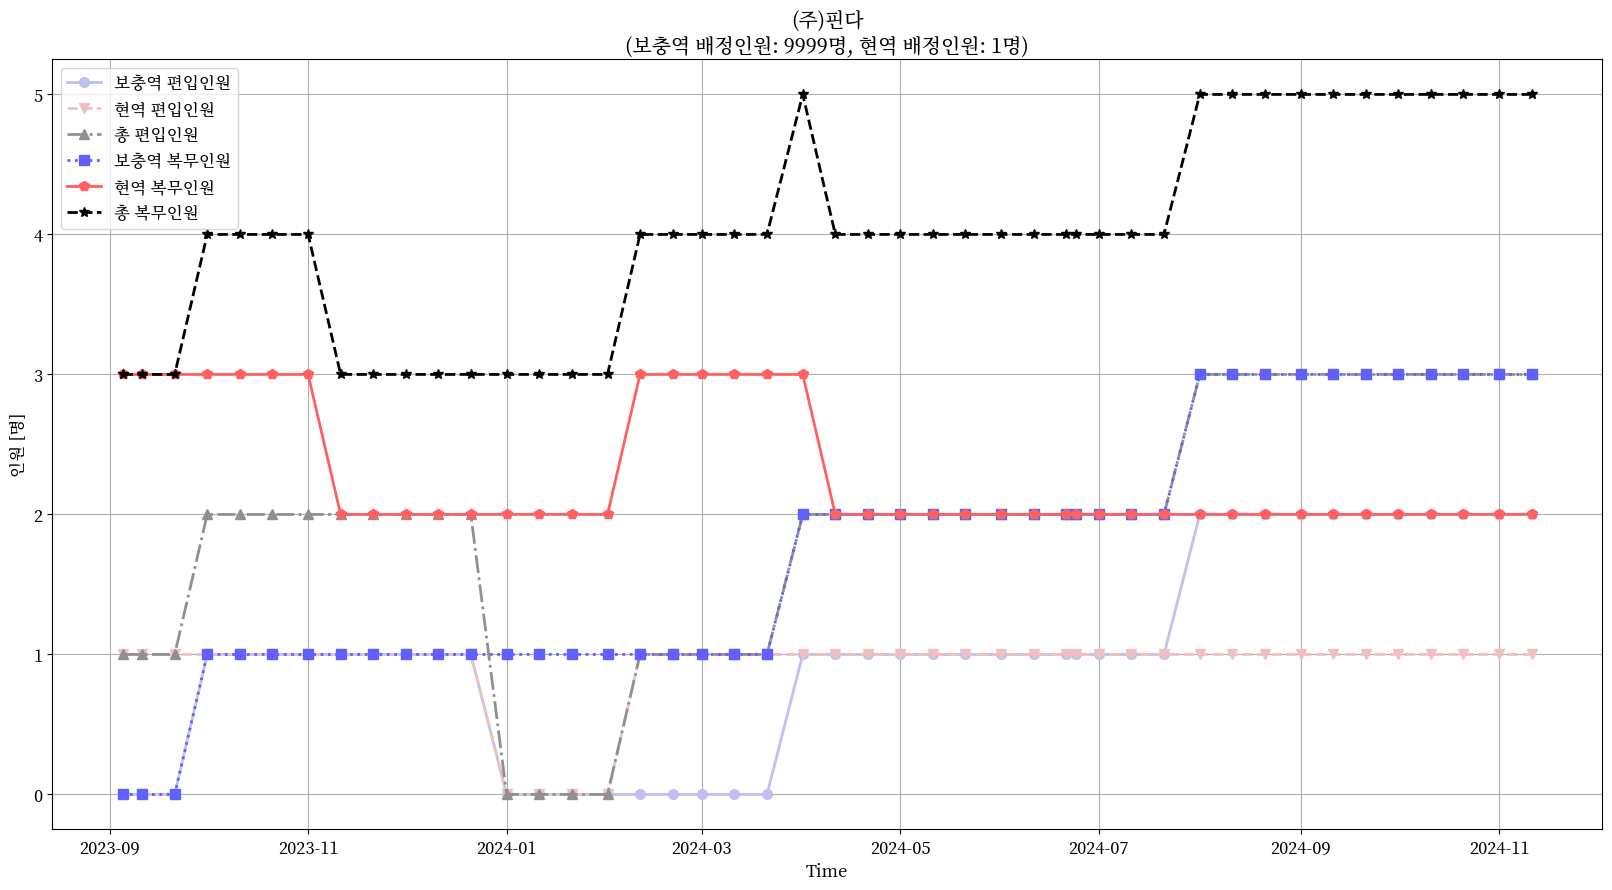 (주)핀다
(보충역 배정인원: 9999명, 현역 배정인원: 1명)
보충역 편입인원
현역 편입인원
총 편입인원
보충역 복무인원
현역 복무인원
총 복무인원
5
4
3
2
1
0
인원 [명]
2023-09
2023-11
2024-01
2024-03
2024-05
2024-07
2024-09
2024-11
Time